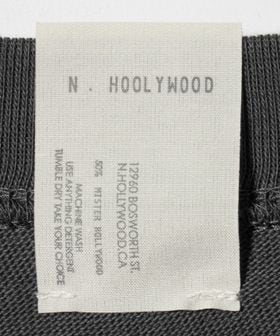 N. HOOLYWOOD
12960 BOSWORTH ST.
N.HOLLYWOOD.CA
50% MISTER HOLLYWOOD
MACHINE WASH
USE ANYTHING DETERGENT
TUMBLE DRY TAKE YOUR CHOICE